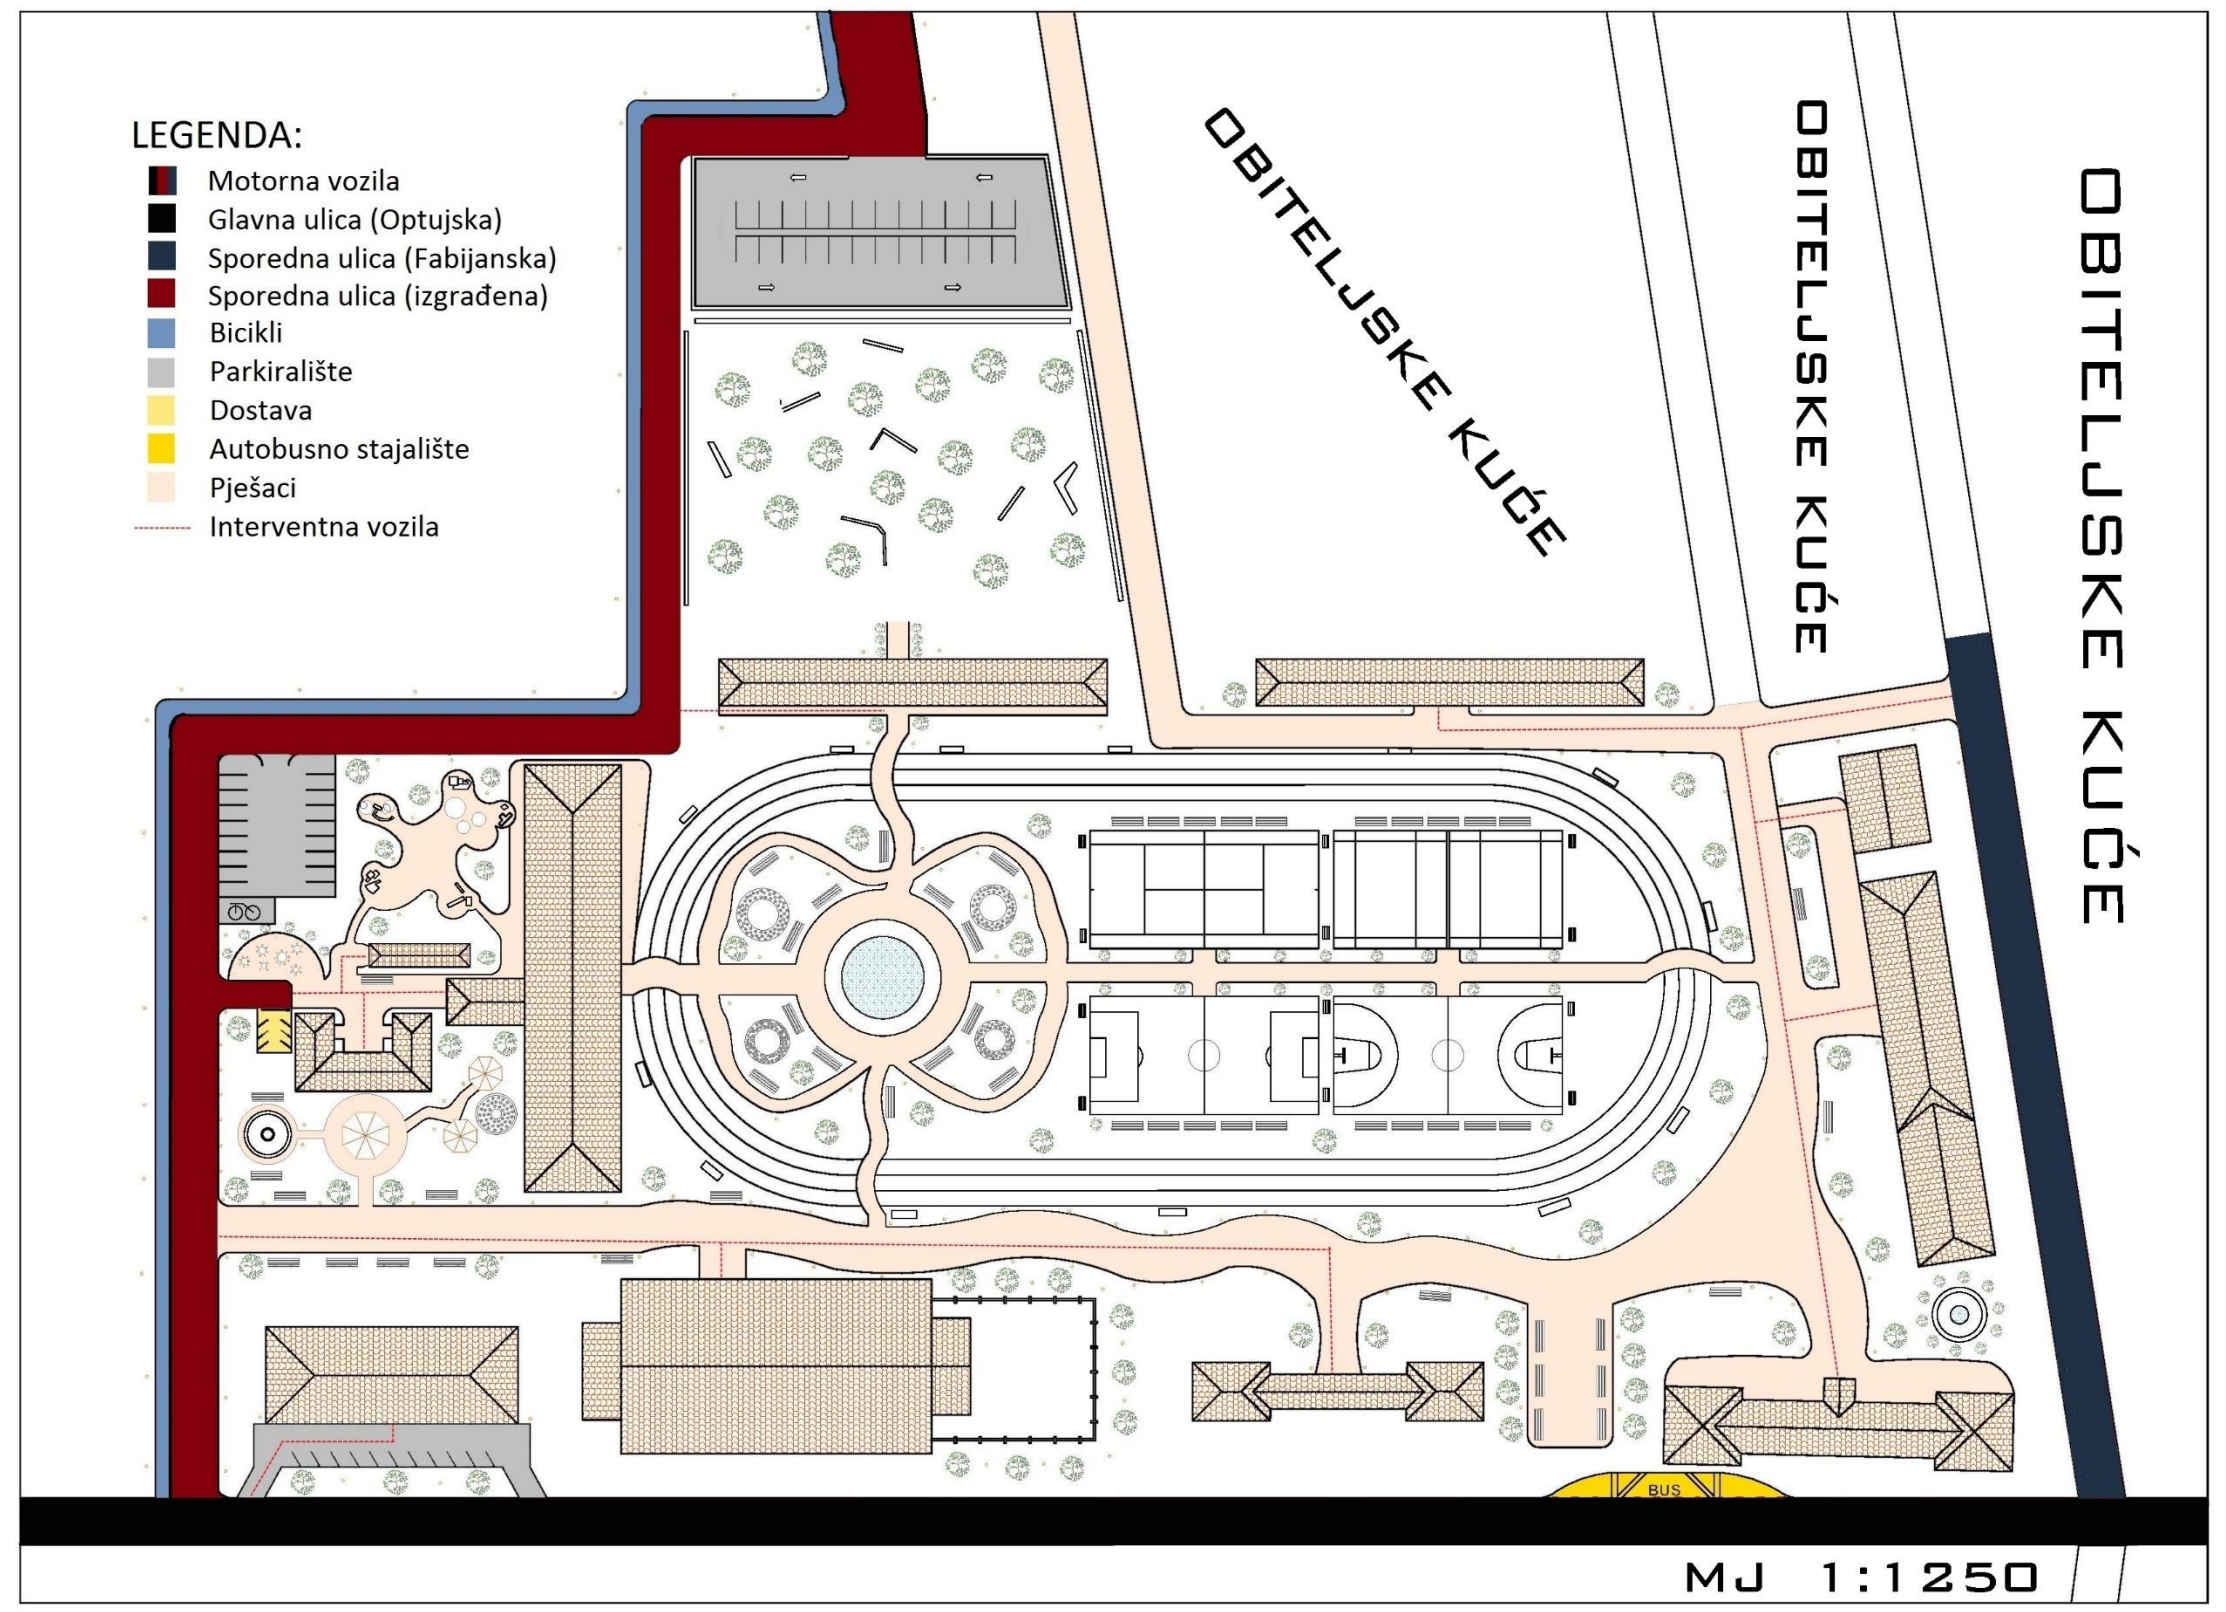 LEGENDA:
Motorna vozila
Glavna ulica (Optujska)
Sporedna ulica (Fabijanska)
Sporedna ulica (izgrađena)
Bicikli
Parkiralište
Dostava
Autobusno stajalište
Pješaci
Interventna vozila
OBITELJSKE KUĆE
OBITELJSKE KUĆE
OBITELJSKE KUĆE
BUS
MJ 1:1250